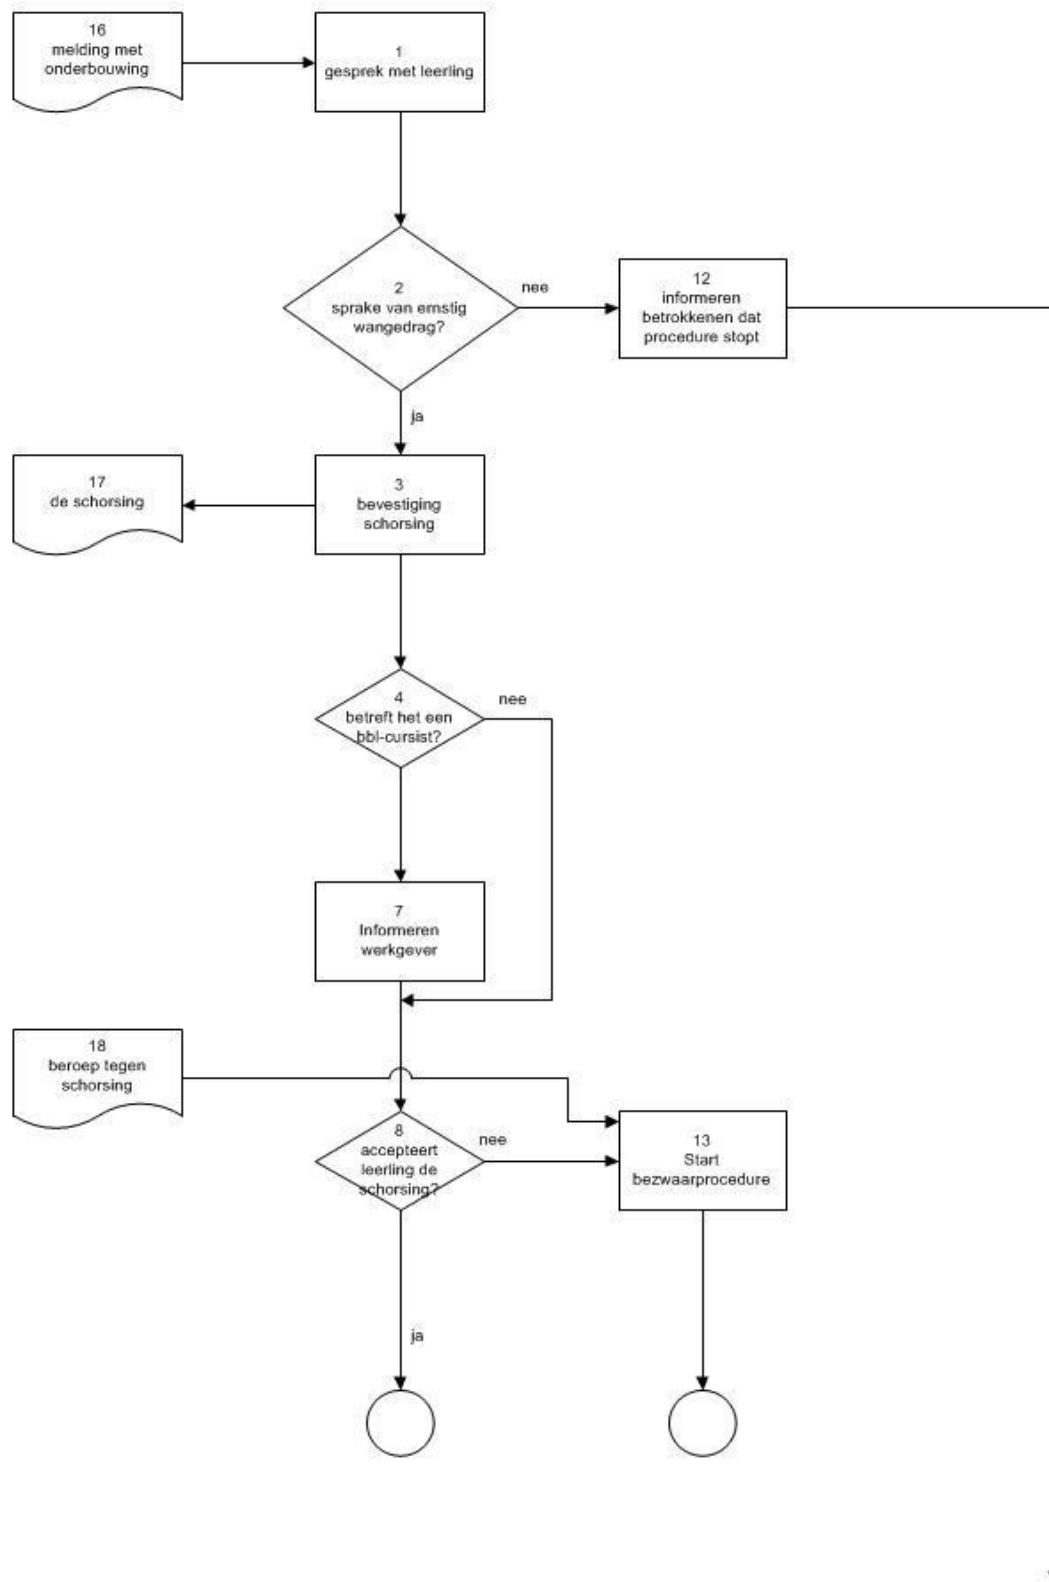 16
melding met
onderbouwing
1
gesprek met leerling
2
sprake van ernstig
wangedrag?
nee
12
informeren
betrokkenen dat
procedure stopt
ja
17
de schorsing
3
bevestiging
schorsing
4
betreft het een
bbl-cursist?
nee
7
Informeren
werkgever
18
beroep tegen
schorsing
8
accepteert
leerling de
schorsing?
nee
13
Start
bezwaarprocedure
ja